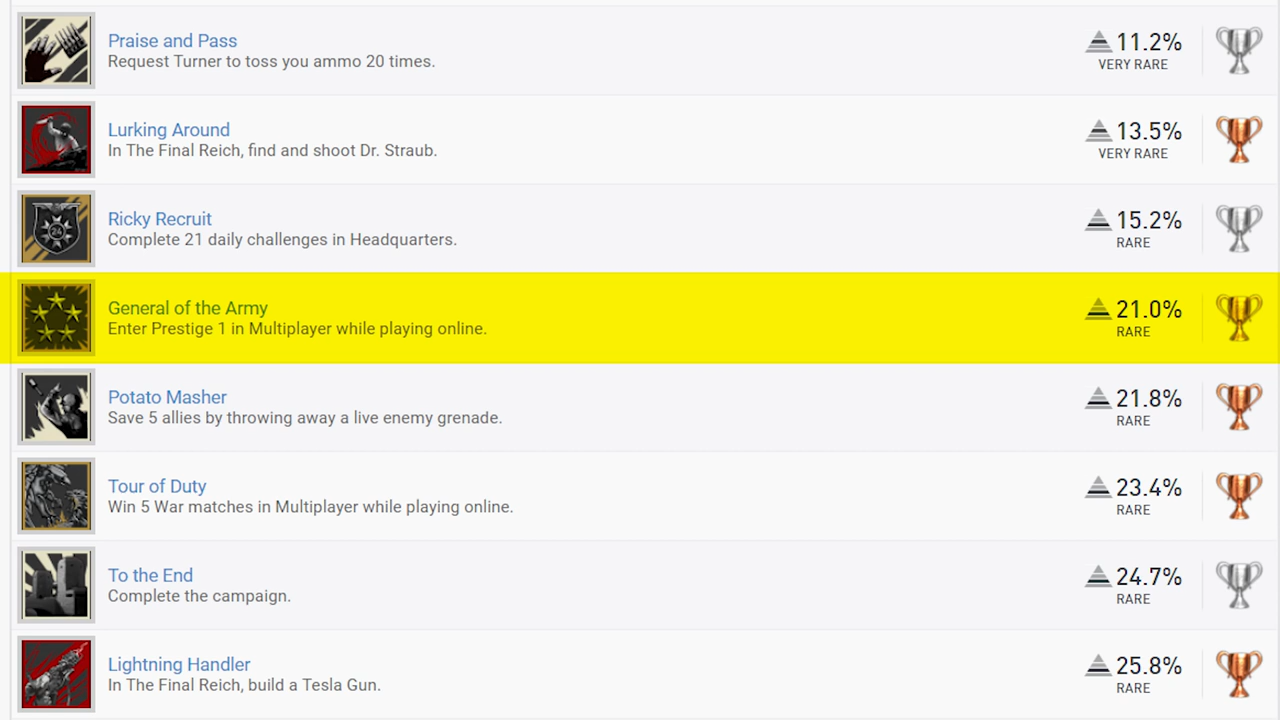 Praise and Pass
Request Turner to toss you ammo 20 times.
11.2%
VERY RARE
Lurking Around
In The Final Reich, find and shoot Dr. Straub.
13.5%
VERY RARE
24
Ricky Recruit
Complete 21 daily challenges in Headquarters.
15.2%
RARE
General of the Army
Enter Prestige 1 in Multiplayer while playing online.
21.0%
RARE
Potato Masher
Save 5 allies by throwing away a live enemy grenade.
21.8%
RARE
Tour of Duty
Win 5 War matches in Multiplayer while playing online.
23.4%
RARE
To the End
Complete the campaign.
24.7%
RARE
Lightning Handler
In The Final Reich, build a Tesla Gun.
25.8%
RARE